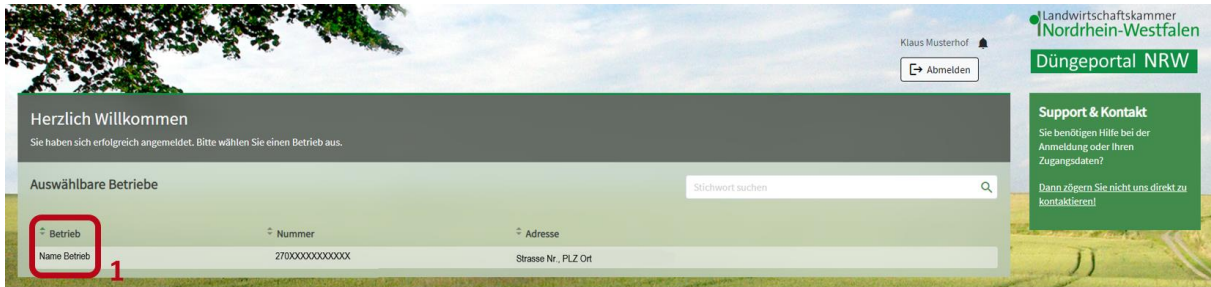 Landwirtschaftskammer
Nordrhein-Westfalen
Klaus Musterhof
Abmelden
Düngeportal NRW
Herzlich Willkommen
Sie haben sich erfolgreich angemeldet. Bitte wählen Sie einen Betrieb aus.
Support & Kontakt
Sie benötigen Hilfe bei der
Anmeldung oder Ihren
Zugangsdaten?
Dann zögern Sie nicht uns direkt zu
kontaktieren!
Auswählbare Betriebe
Stichwort suchen
Betrieb Nummer Adresse
Name Betrieb 270XXXXXXXXXXX Strasse Nr., PLZ Ort
1